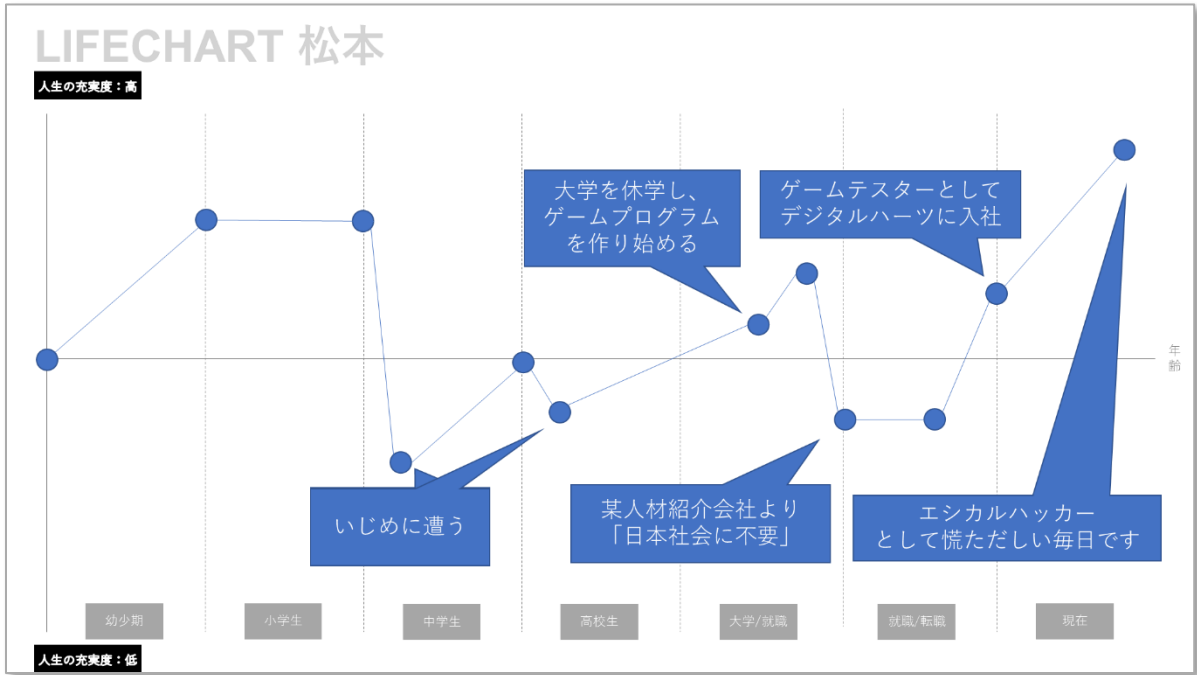 LIFECHART 松本
人生の充実度：高
大学を休学し、
ゲームプログラム
を作り始める
ゲームテスターとして
デジタルハーツに入社
年
齢
いじめに遭う
某人材紹介会社より
「日本社会に不要」
エシカルハッカー
として慌ただしい毎日です
幼少期
小学生
中学生
高校生
大学/就職
就職/転職
現在
人生の充実度：低